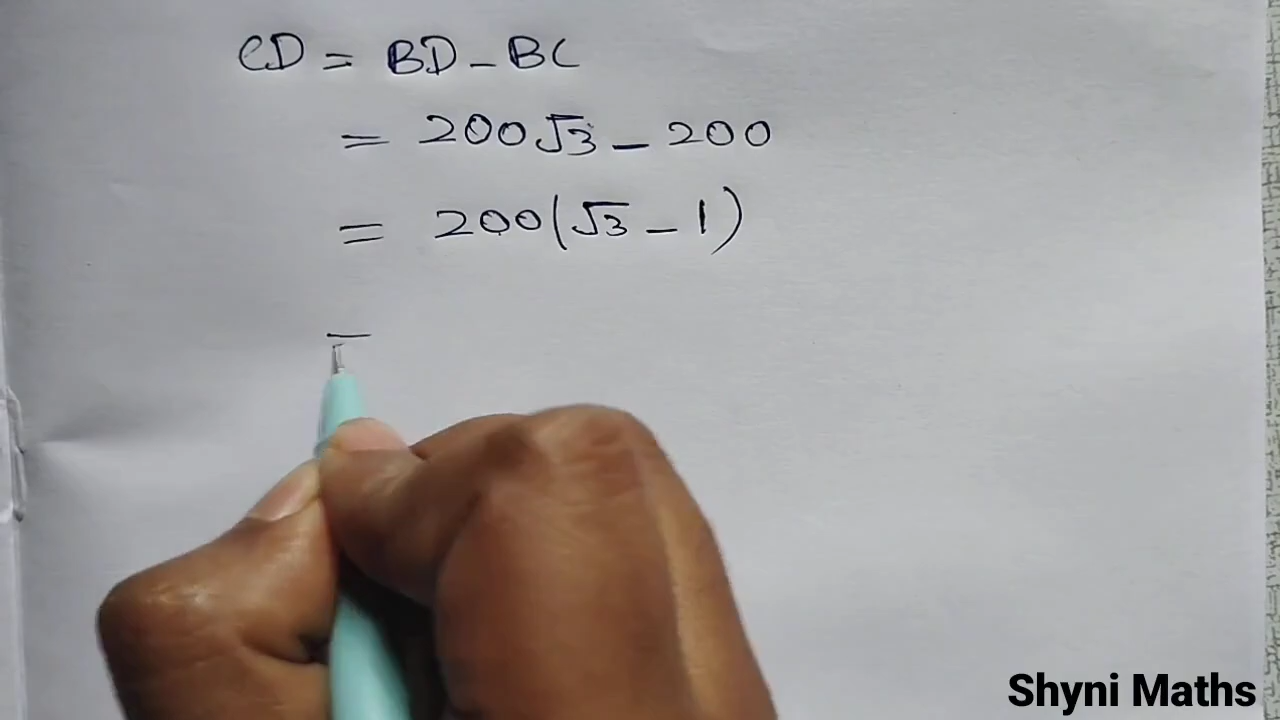 CD = BD - BC
= 200√3 - 200
= 200(√3 - 1)
Shyni Maths